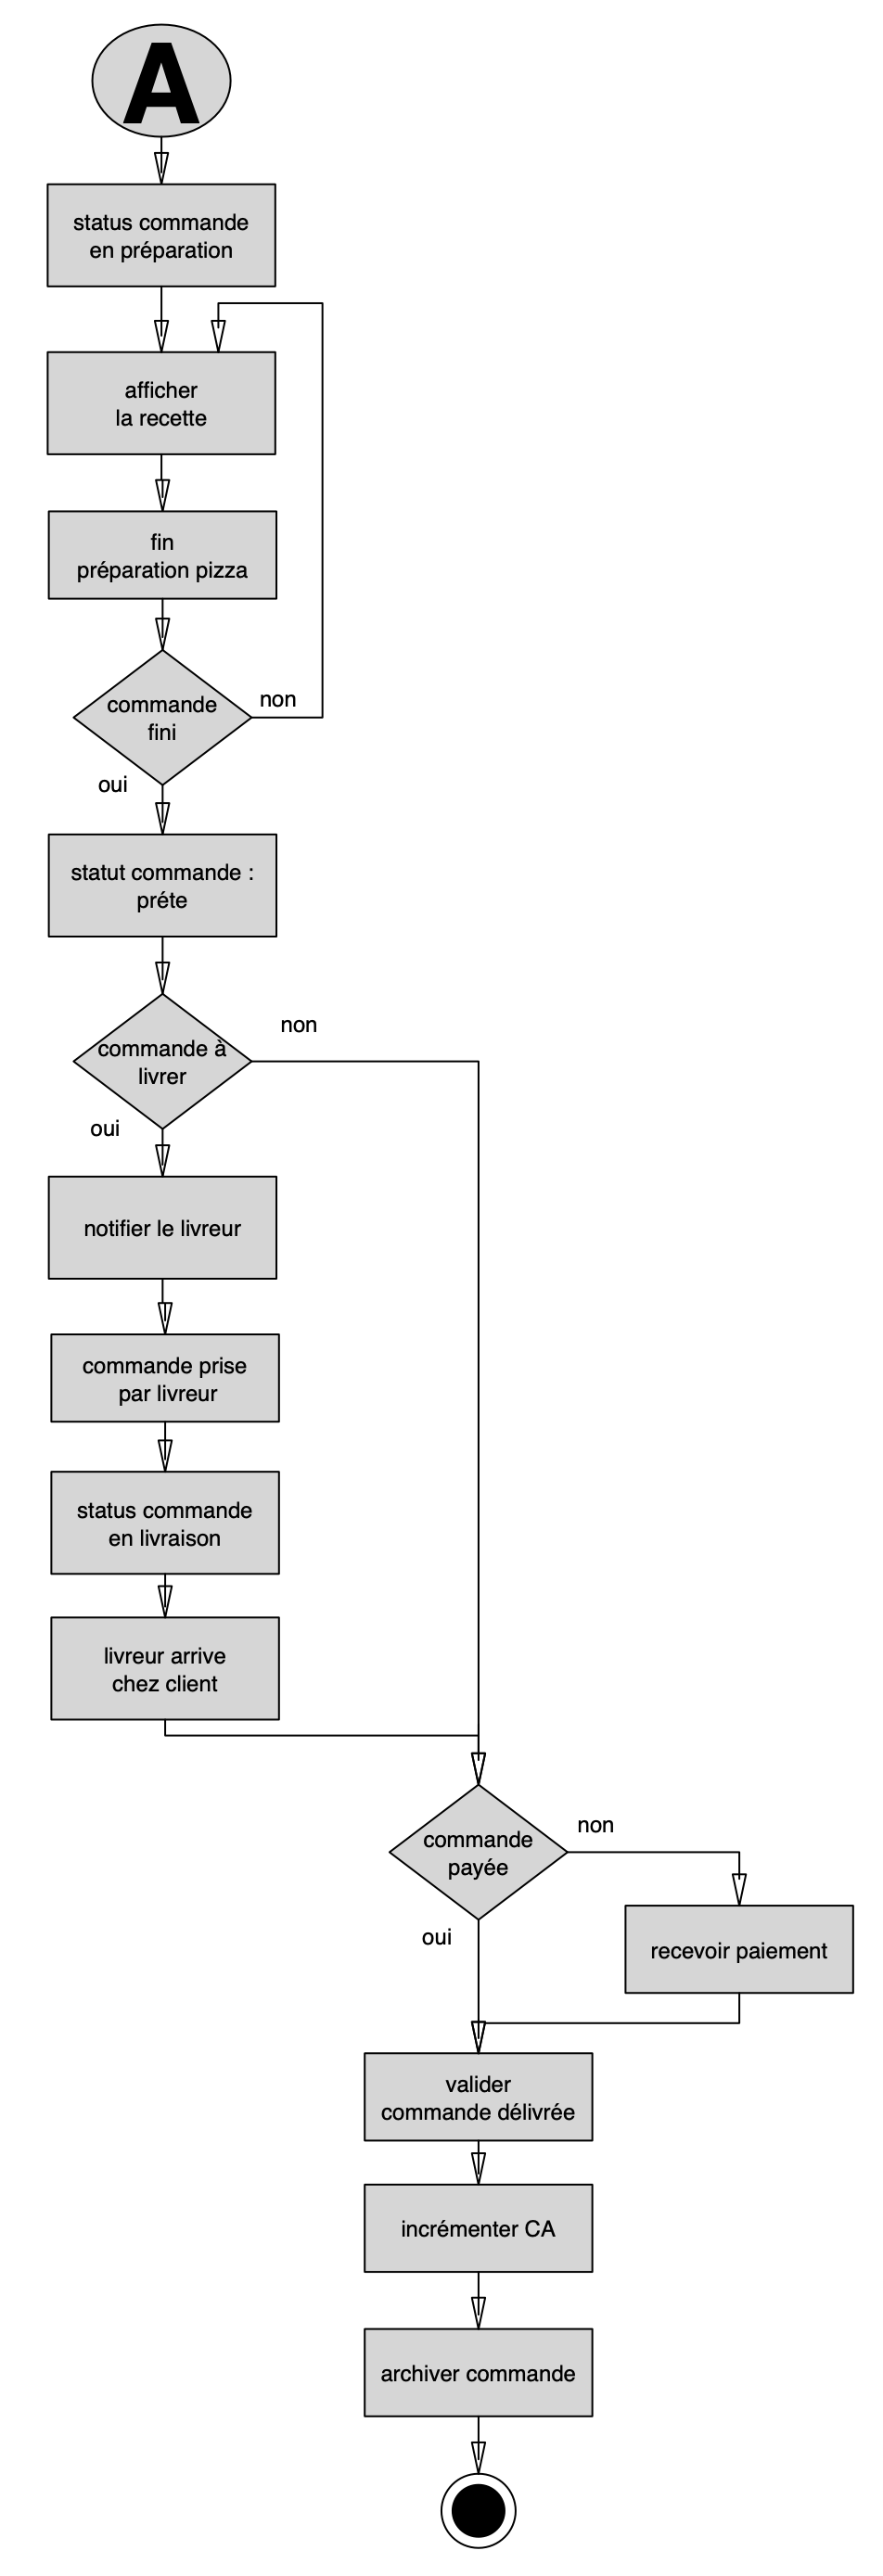 A
status commande
en préparation
afficher
la recette
fin
préparation pizza
commande
fini
non
oui
statut commande :
préte
commande à
livrer
non
oui
notifier le livreur
commande prise
par livreur
status commande
en livraison
livreur arrive
chez client
commande
payée
non
oui
recevoir paiement
valider
commande délivrée
incrémenter CA
archiver commande